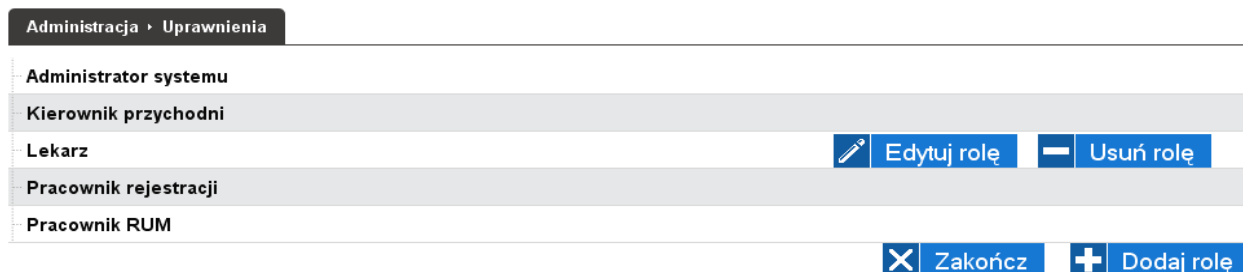 Administracja ‣ Uprawnienia
Administrator systemu
Kierownik przychodni
Lekarz Edytuj rolę Usuń rolę
Pracownik rejestracji
Pracownik RUM
Zakończ Dodaj rolę